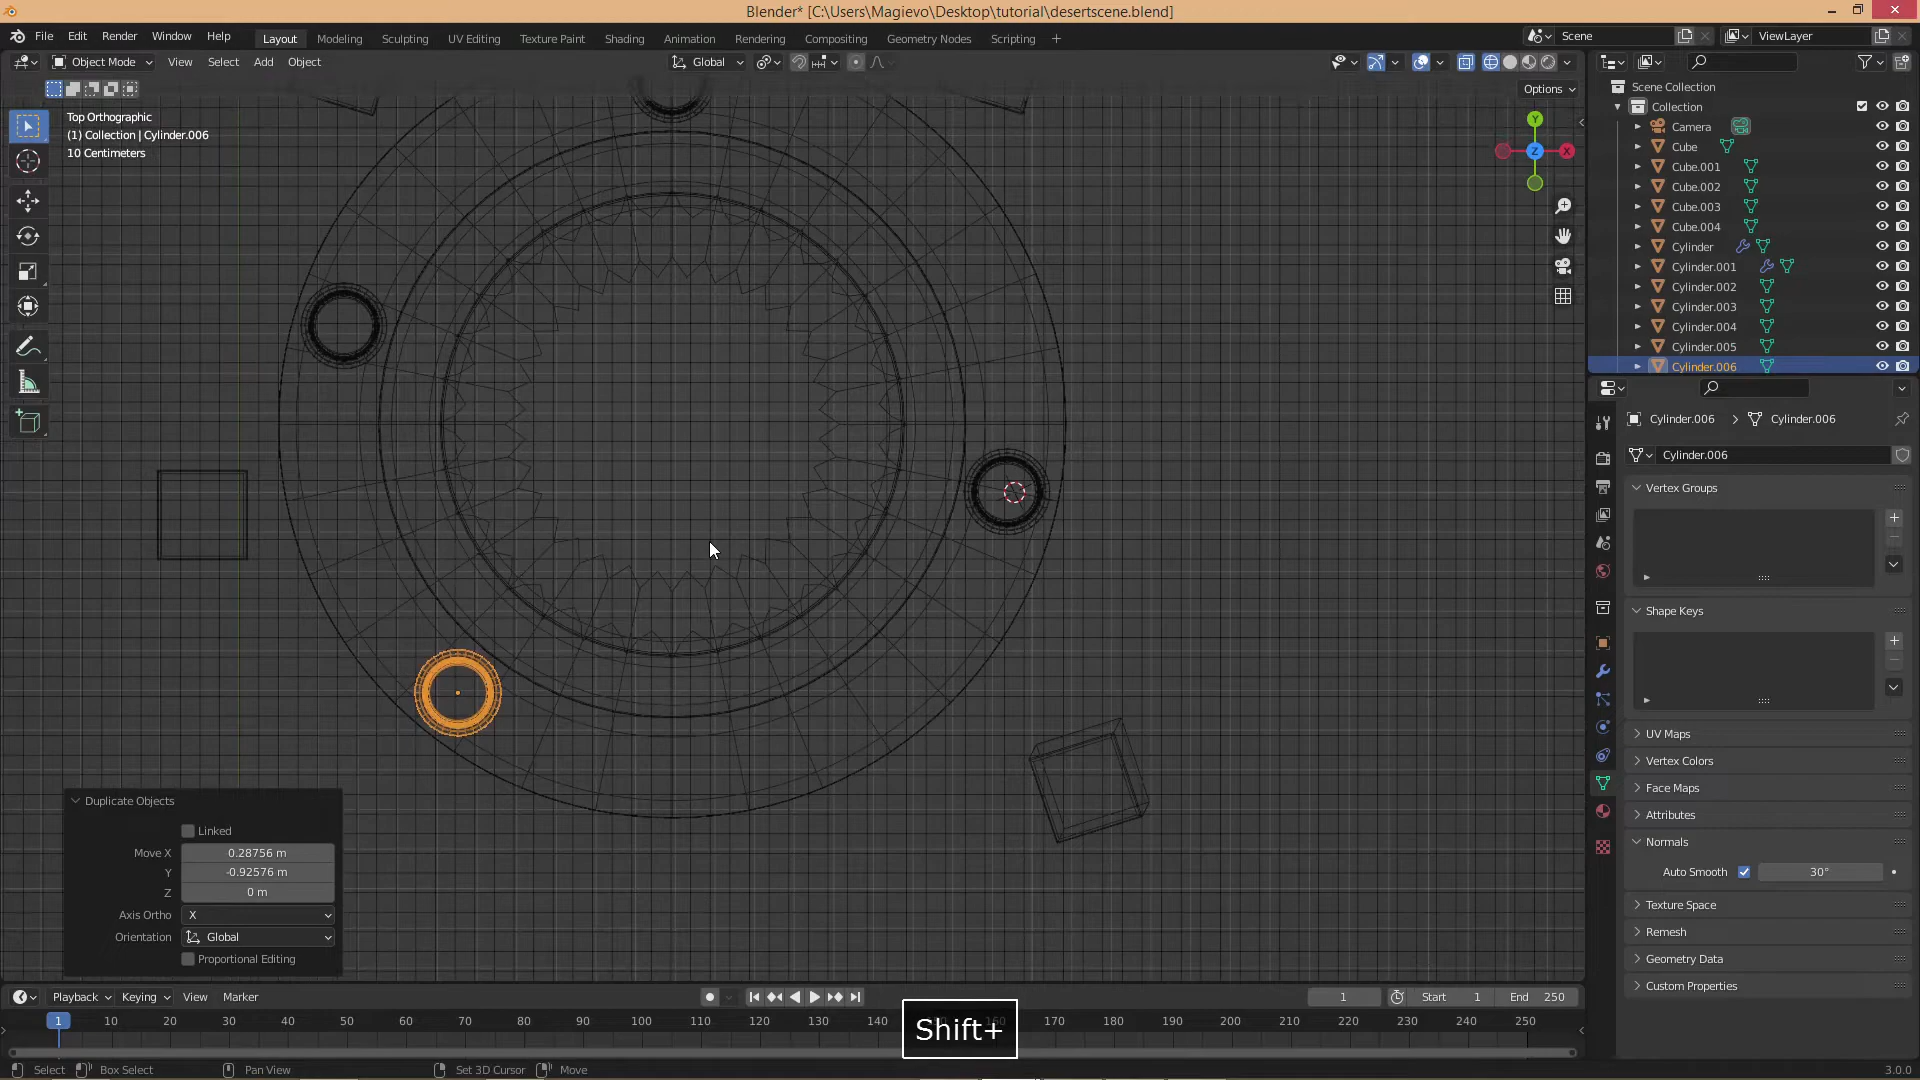 Blender* [C:\Users\Magievo\Desktop\tutorial\desertscene.blend]
File Edit Render Window Help
Layout Modeling Sculpting UV Editing Texture Paint Shading Animation Rendering Compositing Geometry Nodes Scripting +
Scene
ViewLayer
Object Mode View Select Add Object
Global
Options
Top Orthographic
(1) Collection | Cylinder.006
10 Centimeters
Y
Z
X
Scene Collection
Collection
Camera
Cube
Cube.001
Cube.002
Cube.003
Cube.004
Cylinder
Cylinder.001
Cylinder.002
Cylinder.003
Cylinder.004
Cylinder.005
Cylinder.006
Cylinder.006 > Cylinder.006
Cylinder.006
Vertex Groups
Shape Keys
UV Maps
Vertex Colors
Face Maps
Attributes
Normals
Auto Smooth 30°
Texture Space
Remesh
Geometry Data
Custom Properties
Duplicate Objects
Linked
Move X 0.28756 m
Y -0.92576 m
Z 0 m
Axis Ortho X
Orientation Global
Proportional Editing
Playback Keying View Marker
1 Start 1 End 250
1 10 20 30 40 50 60 70 80 90 100 110 120 130 140 150 160 170 180 190 200 210 220 230 240 250
Shift+
Select Box Select Pan View Set 3D Cursor Move 3.0.0